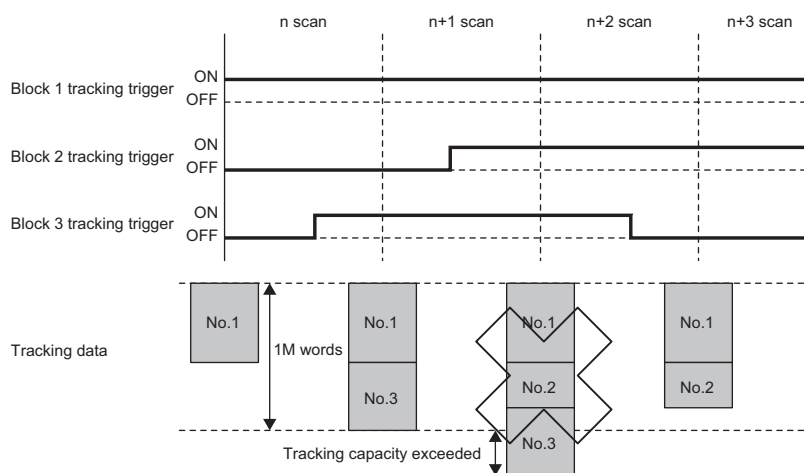 n scan n+1 scan n+2 scan n+3 scan
Block 1 tracking trigger ON
OFF
Block 2 tracking trigger ON
OFF
Block 3 tracking trigger ON
OFF
No.1 No.1 No.1 No.1
Tracking data 1M words
No.3 No.2 No.2
No.3
Tracking capacity exceeded